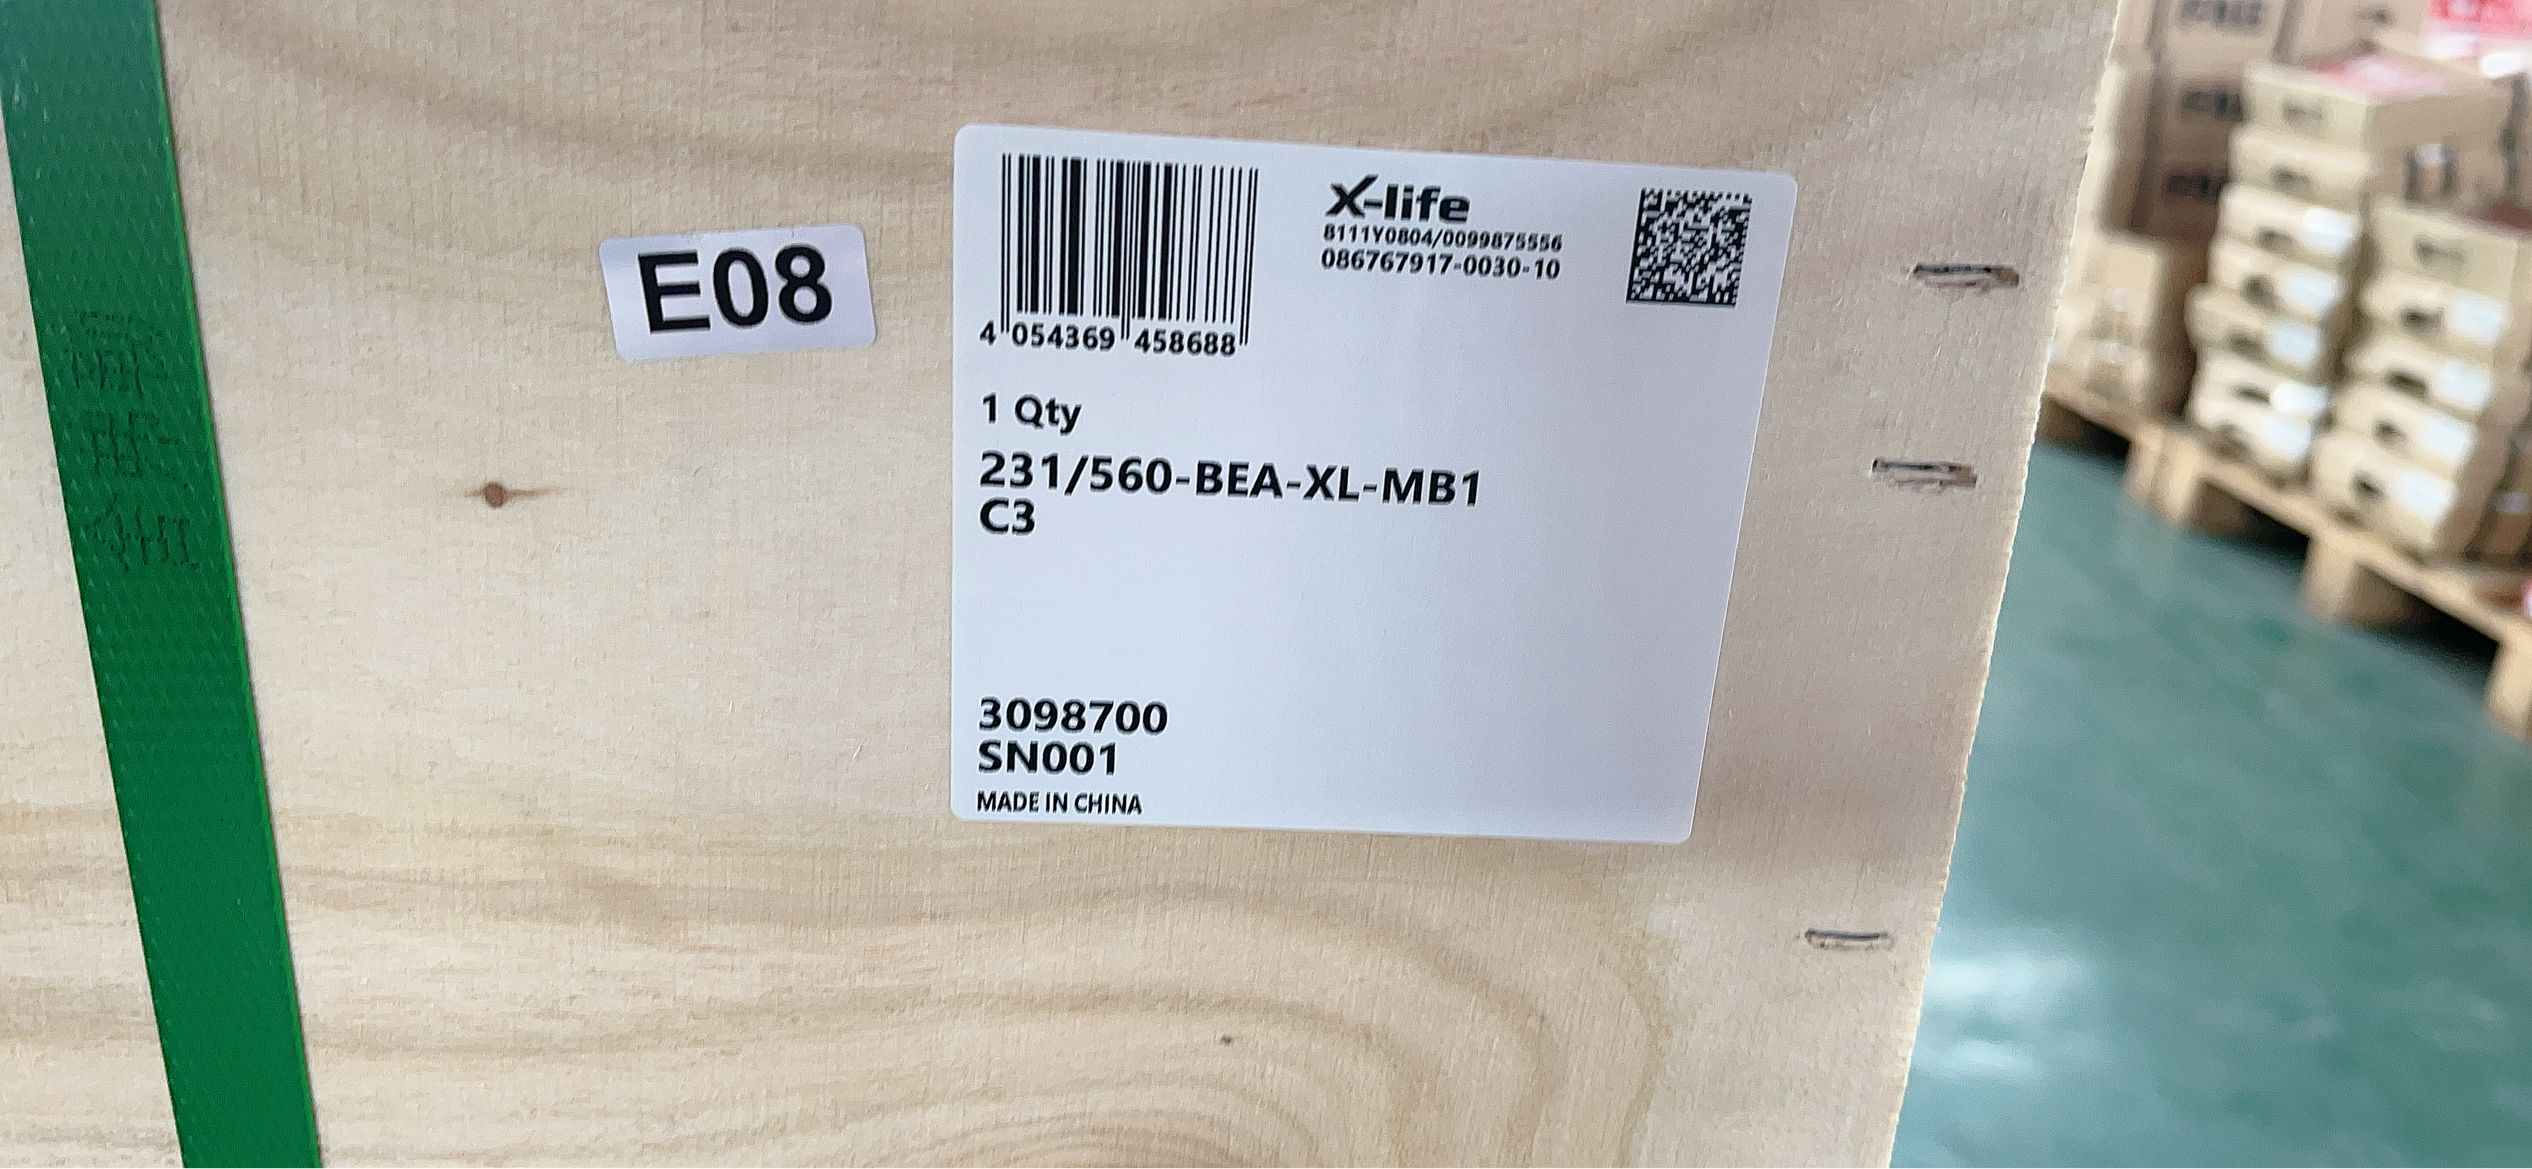 E08
X-life
8111Y0804/0099875556
086767917-0030-10
4 054369 458688
1 Qty
231/560-BEA-XL-MB1
C3
3098700
SN001
MADE IN CHINA